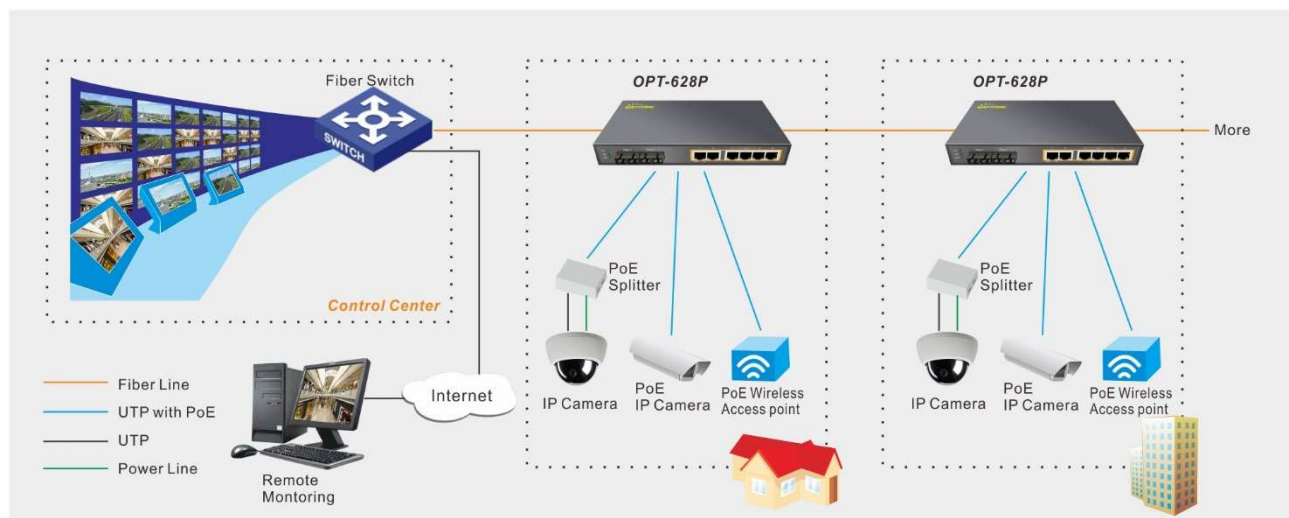 Fiber Switch
SWITCH
Control Center
OPT-628P
OPT-628P
More
PoE
Splitter
IP Camera
PoE
IP Camera
PoE Wireless
Access point
PoE
Splitter
IP Camera
PoE
IP Camera
PoE Wireless
Access point
Fiber Line
UTP with PoE
UTP
Power Line
Internet
Remote
Montoring